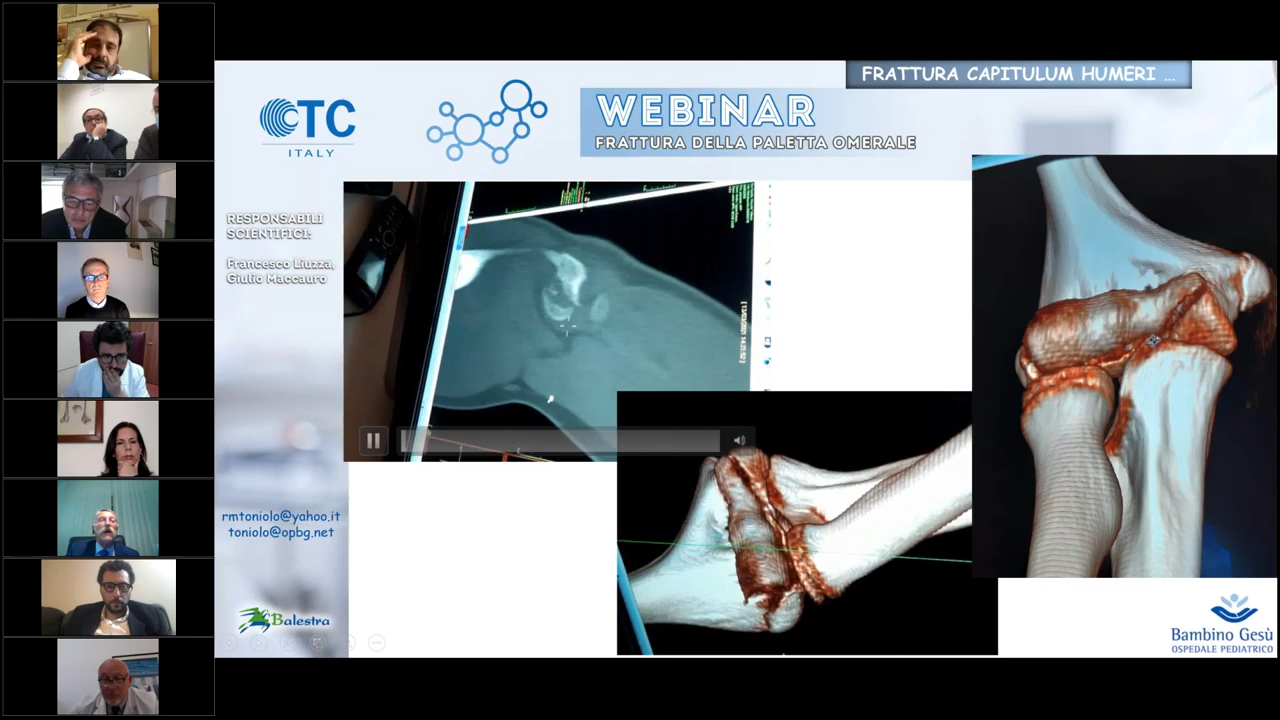 FRATTURA CAPITULUM HUMERI ...
CTC
ITALY
WEBINAR
FRATTURA DELLA PALETTA OMERALE
RESPONSABILI
SCIENTIFICI:
Francesco Liuzza,
Giulio Maccauro
rmtoniolo@yahoo.it
toniolo@opbg.net
Balestra
Bambino Gesù
OSPEDALE PEDIATRICO